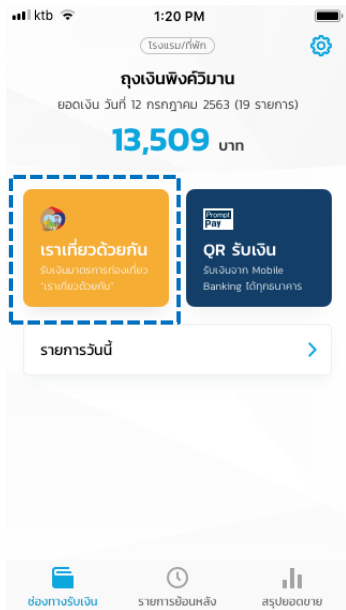 ktb 1:20 PM
โรงแรม/ที่พัก
ถุงเงินพิงค์วิมาน
ยอดเงิน วันที่ 12 กรกฎาคม 2563 (19 รายการ)
13,509 บาท
Prompt
Pay
เราเที่ยวด้วยกัน
รับเงินมาตรการท่องเที่ยว
"เราเที่ยวด้วยกัน"
QR รับเงิน
รับเงินจาก Mobile
Banking ได้ทุกธนาคาร
รายการวันนี้
ช่องทางรับเงิน
รายการย้อนหลัง
สรุปยอดขาย